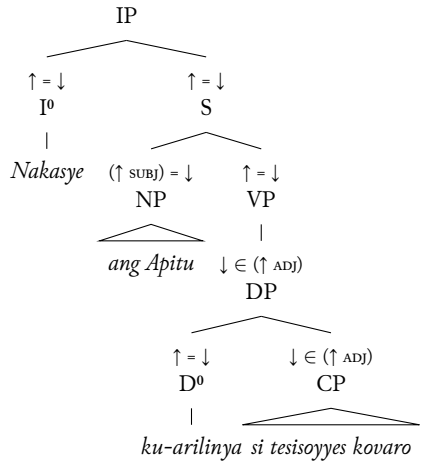 IP
↑ = ↓ ↑ = ↓
I⁰ S
Nakasye (↑ SUBJ) = ↓ ↑ = ↓
NP VP
ang Apitu ↓ ∈ (↑ ADJ)
DP
↑ = ↓ ↓ ∈ (↑ ADJ)
D⁰ CP
ku-arilinya si tesisoyyes kovaro